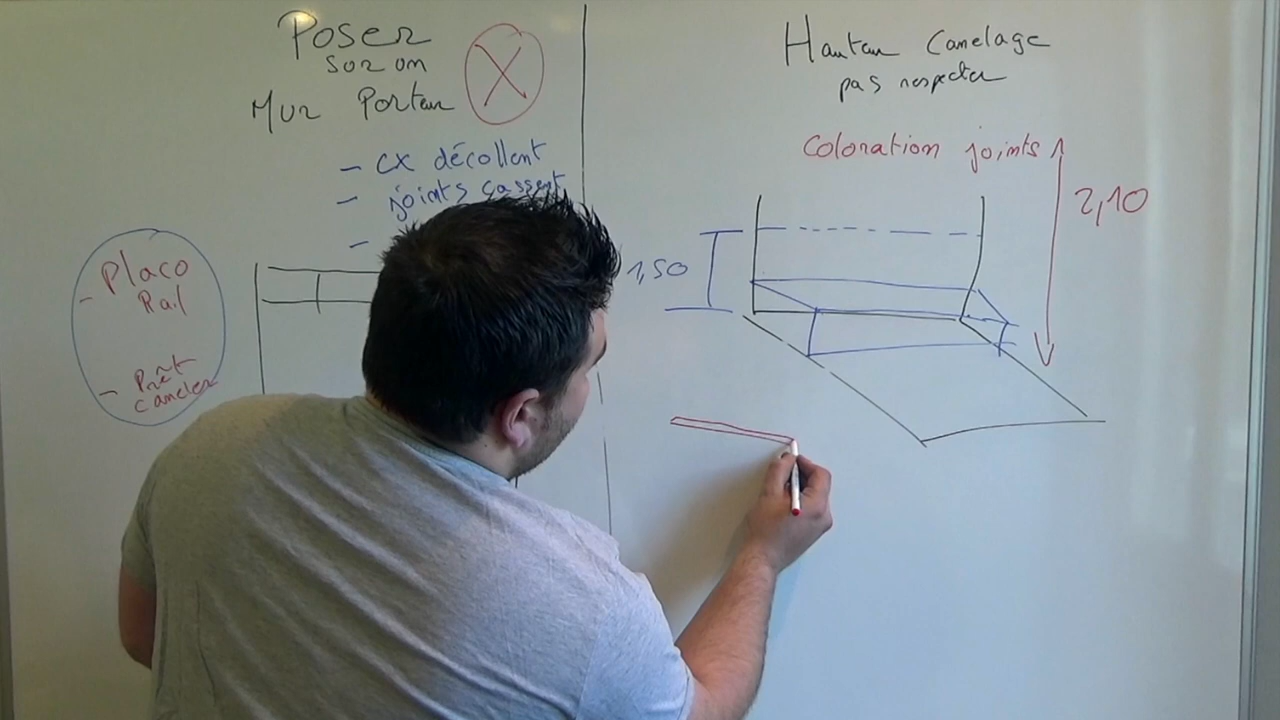 Poser
sur un
Mur Porteur
X
- cx décollent
- joints cassent
-
- Placo
Rail
- Prêt
careler
Hauteur Carrelage
pas respecter
Coloration joints
2,10
1,50